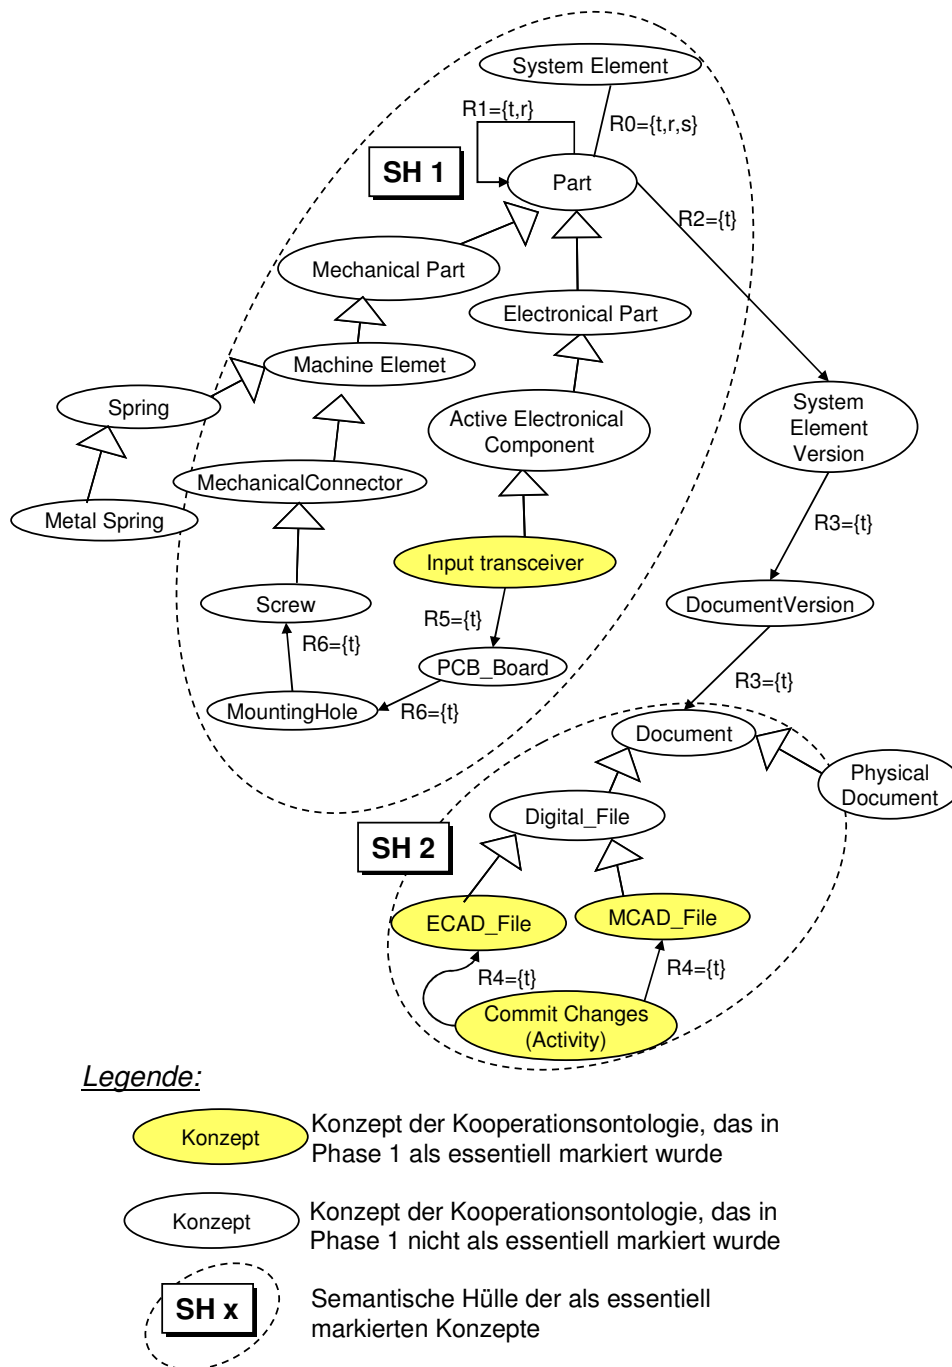 System Element
R1={t,r}
R0={t,r,s}
SH 1
Part
R2={t}
Mechanical Part
Electronical Part
Machine Elemet
Spring
Active Electronical
Component
System
Element
Version
MechanicalConnector
Metal Spring
R3={t}
Input transceiver
Screw
R5={t}
DocumentVersion
R6={t}
PCB_Board
R3={t}
MountingHole
R6={t}
Document
Physical
Document
Digital_File
SH 2
ECAD_File
MCAD_File
R4={t}
R4={t}
Commit Changes
(Activity)
Legende:
Konzept
Konzept der Kooperationsontologie, das in
Phase 1 als essentiell markiert wurde
Konzept
Konzept der Kooperationsontologie, das in
Phase 1 nicht als essentiell markiert wurde
SH x
Semantische Hülle der als essentiell
markierten Konzepte